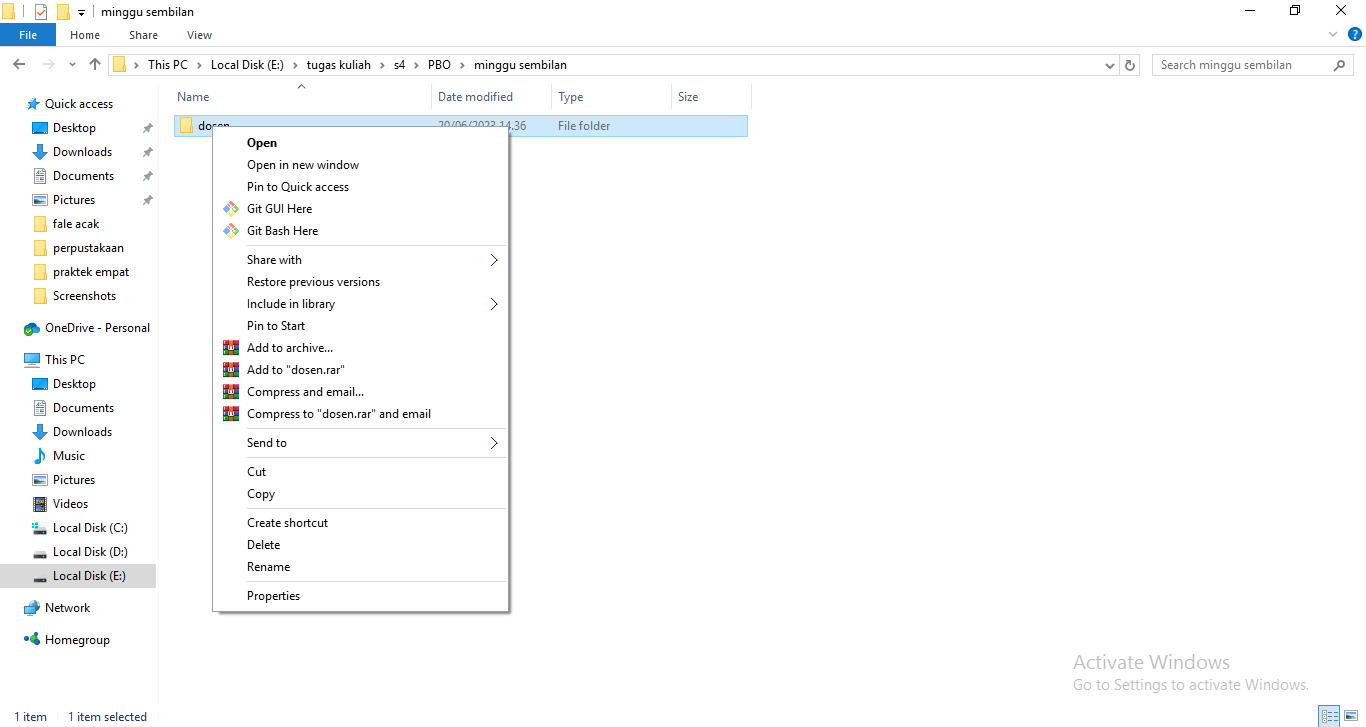 minggu sembilan
File Home Share View
This PC Local Disk (E:) tugas kuliah s4 PBO minggu sembilan
Search minggu sembilan
Name Date modified Type Size
Quick access
Desktop
Downloads
Documents
Pictures
fale acak
perpustakaan
praktek empat
Screenshots
OneDrive - Personal
This PC
Desktop
Documents
Downloads
Music
Pictures
Videos
Local Disk (C:)
Local Disk (D:)
Local Disk (E:)
Network
Homegroup
dosen 20/06/2023 14.36 File folder
Open
Open in new window
Pin to Quick access
Git GUI Here
Git Bash Here
Share with
Restore previous versions
Include in library
Pin to Start
Add to archive...
Add to "dosen.rar"
Compress and email...
Compress to "dosen.rar" and email
Send to
Cut
Copy
Create shortcut
Delete
Rename
Properties
Activate Windows
Go to Settings to activate Windows.
1 item 1 item selected